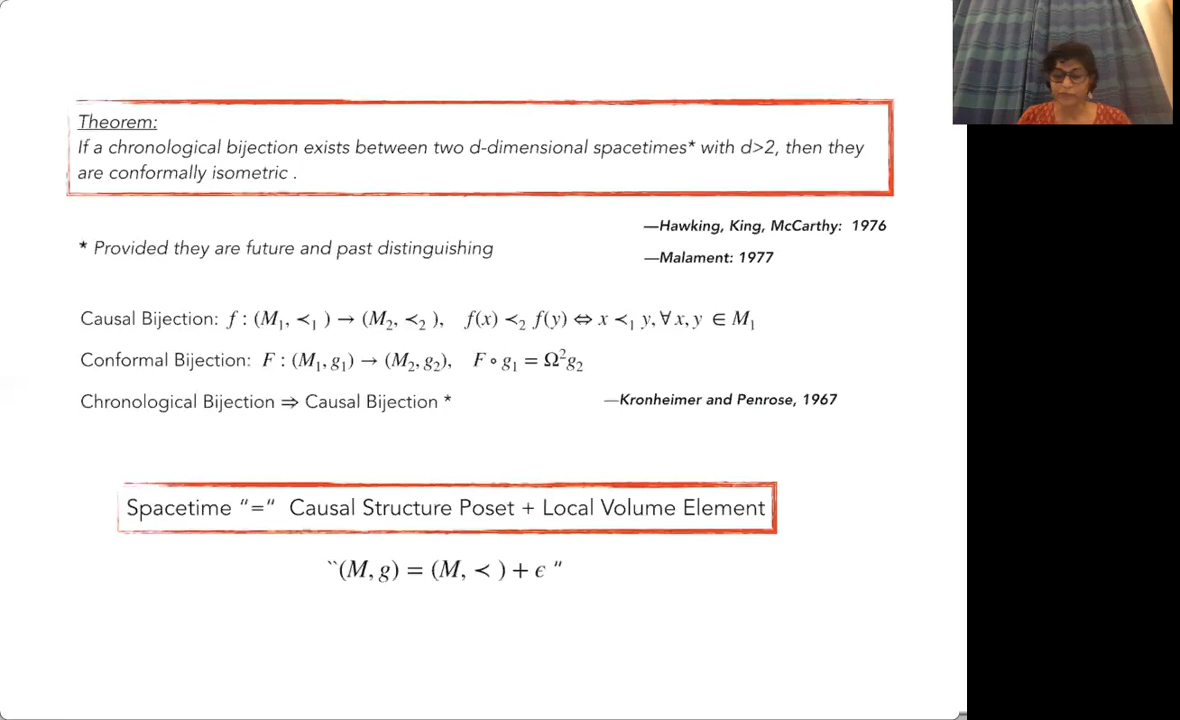 Theorem:
If a chronological bijection exists between two d-dimensional spacetimes* with d>2, then they
are conformally isometric .
—Hawking, King, McCarthy: 1976
* Provided they are future and past distinguishing
—Malament: 1977
Causal Bijection: f : (M₁, ≺₁ ) → (M₂, ≺₂ ), f(x) ≺₂ f(y) ⇔ x ≺₁ y, ∀ x, y ∈ M₁
Conformal Bijection: F : (M₁, g₁) → (M₂, g₂), F ∘ g₁ = Ω²g₂
Chronological Bijection ⇒ Causal Bijection * —Kronheimer and Penrose, 1967
Spacetime "=" Causal Structure Poset + Local Volume Element
``(M, g) = (M, ≺ ) + ϵ "